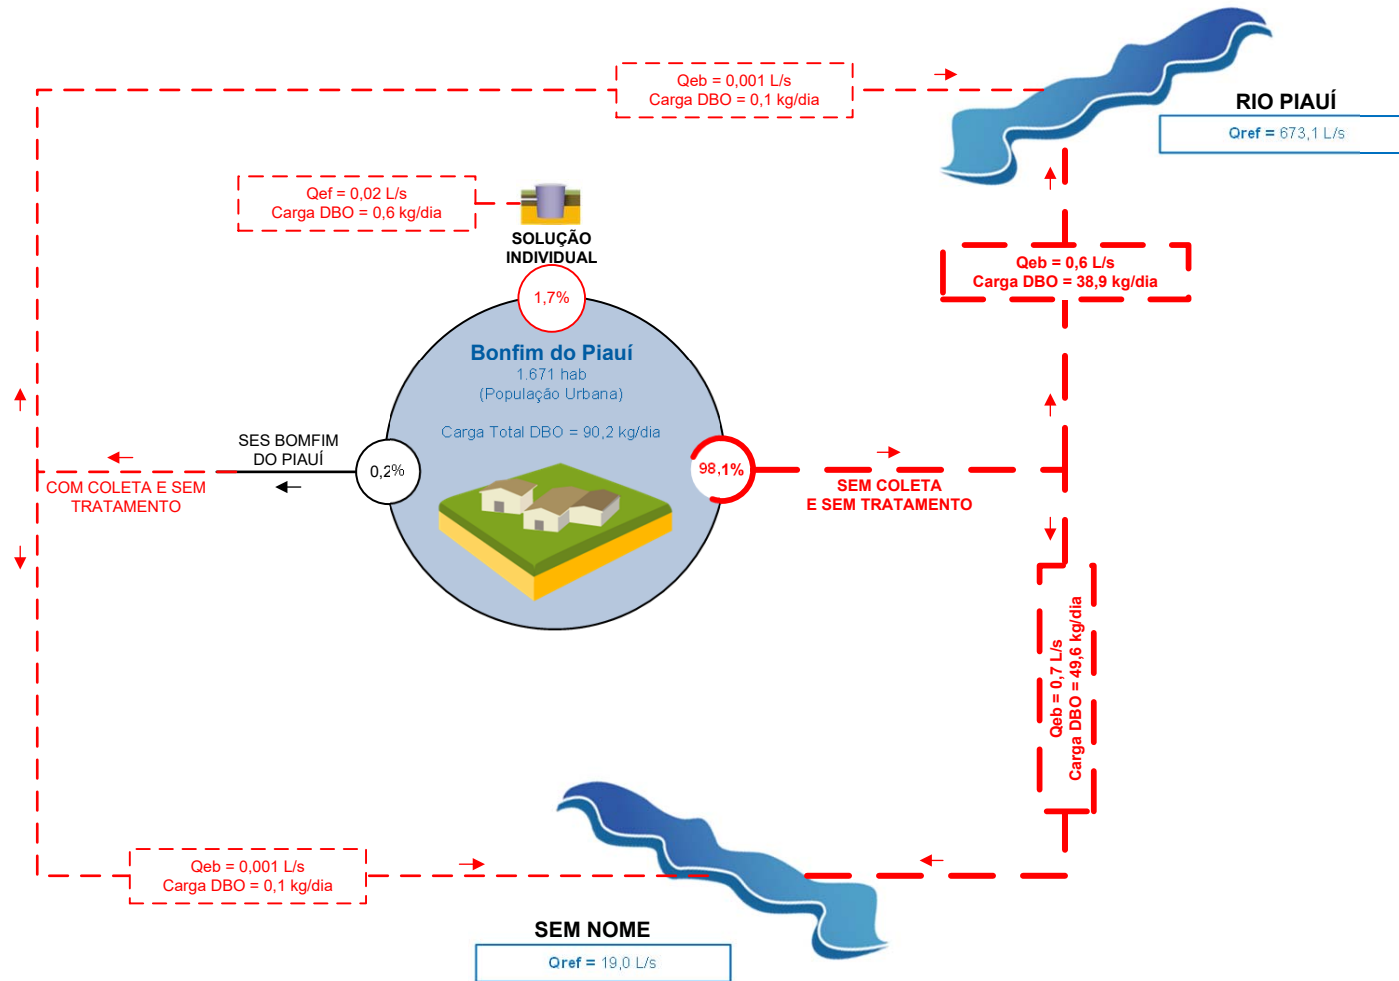 Qeb = 0,001 L/s
Carga DBO = 0,1 kg/dia
RIO PIAUÍ
Qref = 673,1 L/s
Qef = 0,02 L/s
Carga DBO = 0,6 kg/dia
SOLUÇÃO
INDIVIDUAL
1,7%
Qeb = 0,6 L/s
Carga DBO = 38,9 kg/dia
Bonfim do Piauí
1.671 hab
(População Urbana)
Carga Total DBO = 90,2 kg/dia
SES BOMFIM
DO PIAUÍ
0,2%
98,1%
COM COLETA E SEM
TRATAMENTO
SEM COLETA
E SEM TRATAMENTO
Qeb = 0,7 L/s
Carga DBO = 49,6 kg/dia
Qeb = 0,001 L/s
Carga DBO = 0,1 kg/dia
SEM NOME
Qref = 19,0 L/s